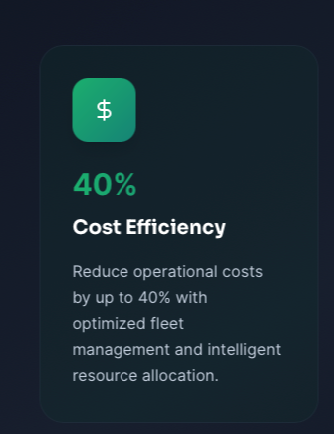 $
40%
Cost Efficiency
Reduce operational costs
by up to 40% with
optimized fleet
management and intelligent
resource allocation.